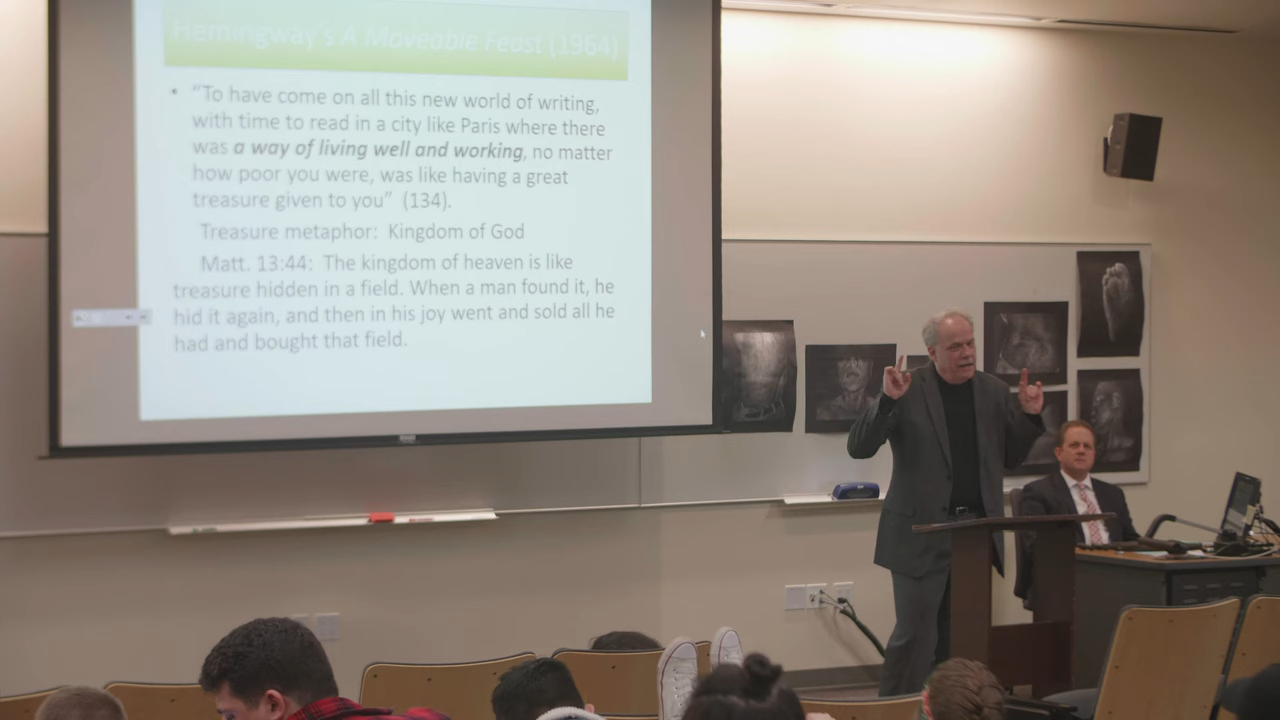 Hemingway's A Moveable Feast (1964)
• "To have come on all this new world of writing,
with time to read in a city like Paris where there
was a way of living well and working, no matter
how poor you were, was like having a great
treasure given to you" (134).
Treasure metaphor: Kingdom of God
Matt. 13:44: The kingdom of heaven is like
treasure hidden in a field. When a man found it, he
hid it again, and then in his joy went and sold all he
had and bought that field.